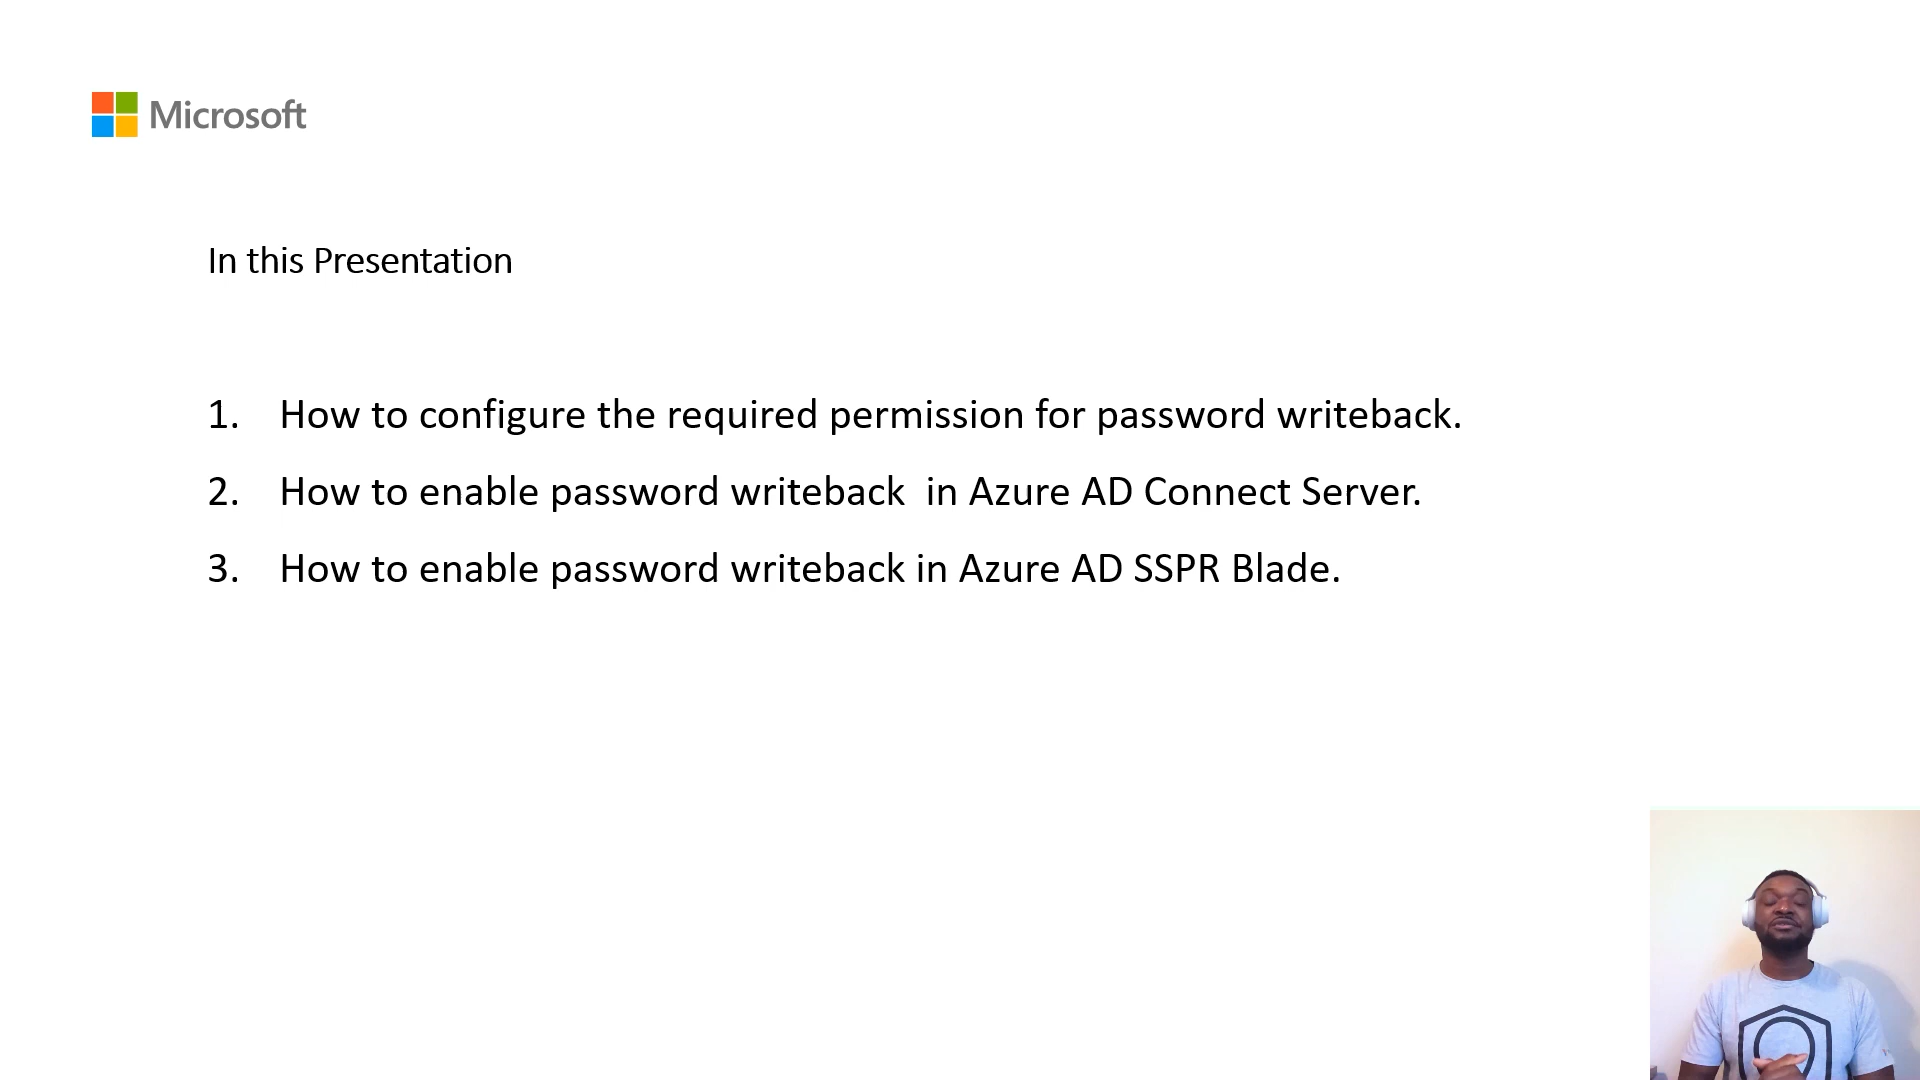 Microsoft
In this Presentation
1. How to configure the required permission for password writeback.
2. How to enable password writeback  in Azure AD Connect Server.
3. How to enable password writeback in Azure AD SSPR Blade.